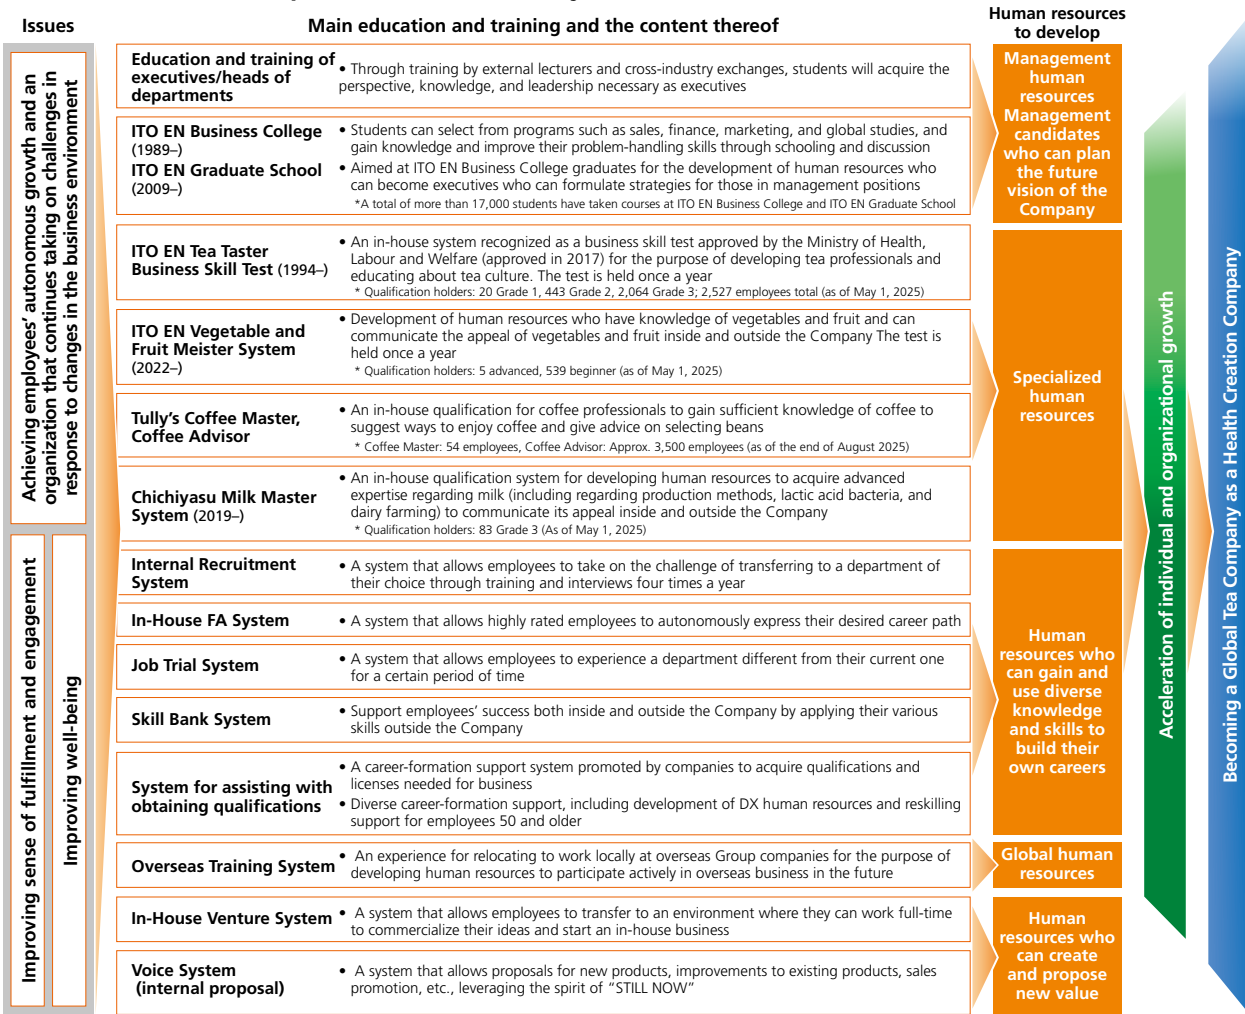 Issues
Main education and training and the content thereof
Human resources
to develop
Achieving employees' autonomous growth and an
organization that continues taking on challenges in
response to changes in the business environment
Improving sense of fulfillment and engagement
Improving well-being
Education and training of
executives/heads of
departments
• Through training by external lecturers and cross-industry exchanges, students will acquire the
perspective, knowledge, and leadership necessary as executives
ITO EN Business College
(1989–)
ITO EN Graduate School
(2009–)
• Students can select from programs such as sales, finance, marketing, and global studies, and
gain knowledge and improve their problem-handling skills through schooling and discussion
• Aimed at ITO EN Business College graduates for the development of human resources who
can become executives who can formulate strategies for those in management positions
*A total of more than 17,000 students have taken courses at ITO EN Business College and ITO EN Graduate School
Management
human
resources
Management
candidates
who can plan
the future
vision of the
Company
ITO EN Tea Taster
Business Skill Test (1994–)
• An in-house system recognized as a business skill test approved by the Ministry of Health,
Labour and Welfare (approved in 2017) for the purpose of developing tea professionals and
educating about tea culture. The test is held once a year
* Qualification holders: 20 Grade 1, 443 Grade 2, 2,064 Grade 3; 2,527 employees total (as of May 1, 2025)
ITO EN Vegetable and
Fruit Meister System
(2022–)
• Development of human resources who have knowledge of vegetables and fruit and can
communicate the appeal of vegetables and fruit inside and outside the Company The test is
held once a year
* Qualification holders: 5 advanced, 539 beginner (as of May 1, 2025)
Tully's Coffee Master,
Coffee Advisor
• An in-house qualification for coffee professionals to gain sufficient knowledge of coffee to
suggest ways to enjoy coffee and give advice on selecting beans
* Coffee Master: 54 employees, Coffee Advisor: Approx. 3,500 employees (as of the end of August 2025)
Chichiyasu Milk Master
System (2019–)
• An in-house qualification system for developing human resources to acquire advanced
expertise regarding milk (including regarding production methods, lactic acid bacteria, and
dairy farming) to communicate its appeal inside and outside the Company
* Qualification holders: 83 Grade 3 (As of May 1, 2025)
Specialized
human
resources
Internal Recruitment
System
• A system that allows employees to take on the challenge of transferring to a department of
their choice through training and interviews four times a year
In-House FA System
• A system that allows highly rated employees to autonomously express their desired career path
Job Trial System
• A system that allows employees to experience a department different from their current one
for a certain period of time
Skill Bank System
• Support employees' success both inside and outside the Company by applying their various
skills outside the Company
System for assisting with
obtaining qualifications
• A career-formation support system promoted by companies to acquire qualifications and
licenses needed for business
• Diverse career-formation support, including development of DX human resources and reskilling
support for employees 50 and older
Human
resources who
can gain and
use diverse
knowledge
and skills to
build their
own careers
Overseas Training System
• An experience for relocating to work locally at overseas Group companies for the purpose of
developing human resources to participate actively in overseas business in the future
Global human
resources
In-House Venture System
• A system that allows employees to transfer to an environment where they can work full-time
to commercialize their ideas and start an in-house business
Voice System
(internal proposal)
• A system that allows proposals for new products, improvements to existing products, sales
promotion, etc., leveraging the spirit of "STILL NOW"
Human
resources who
can create
and propose
new value
Acceleration of individual and organizational growth
Becoming a Global Tea Company as a Health Creation Company